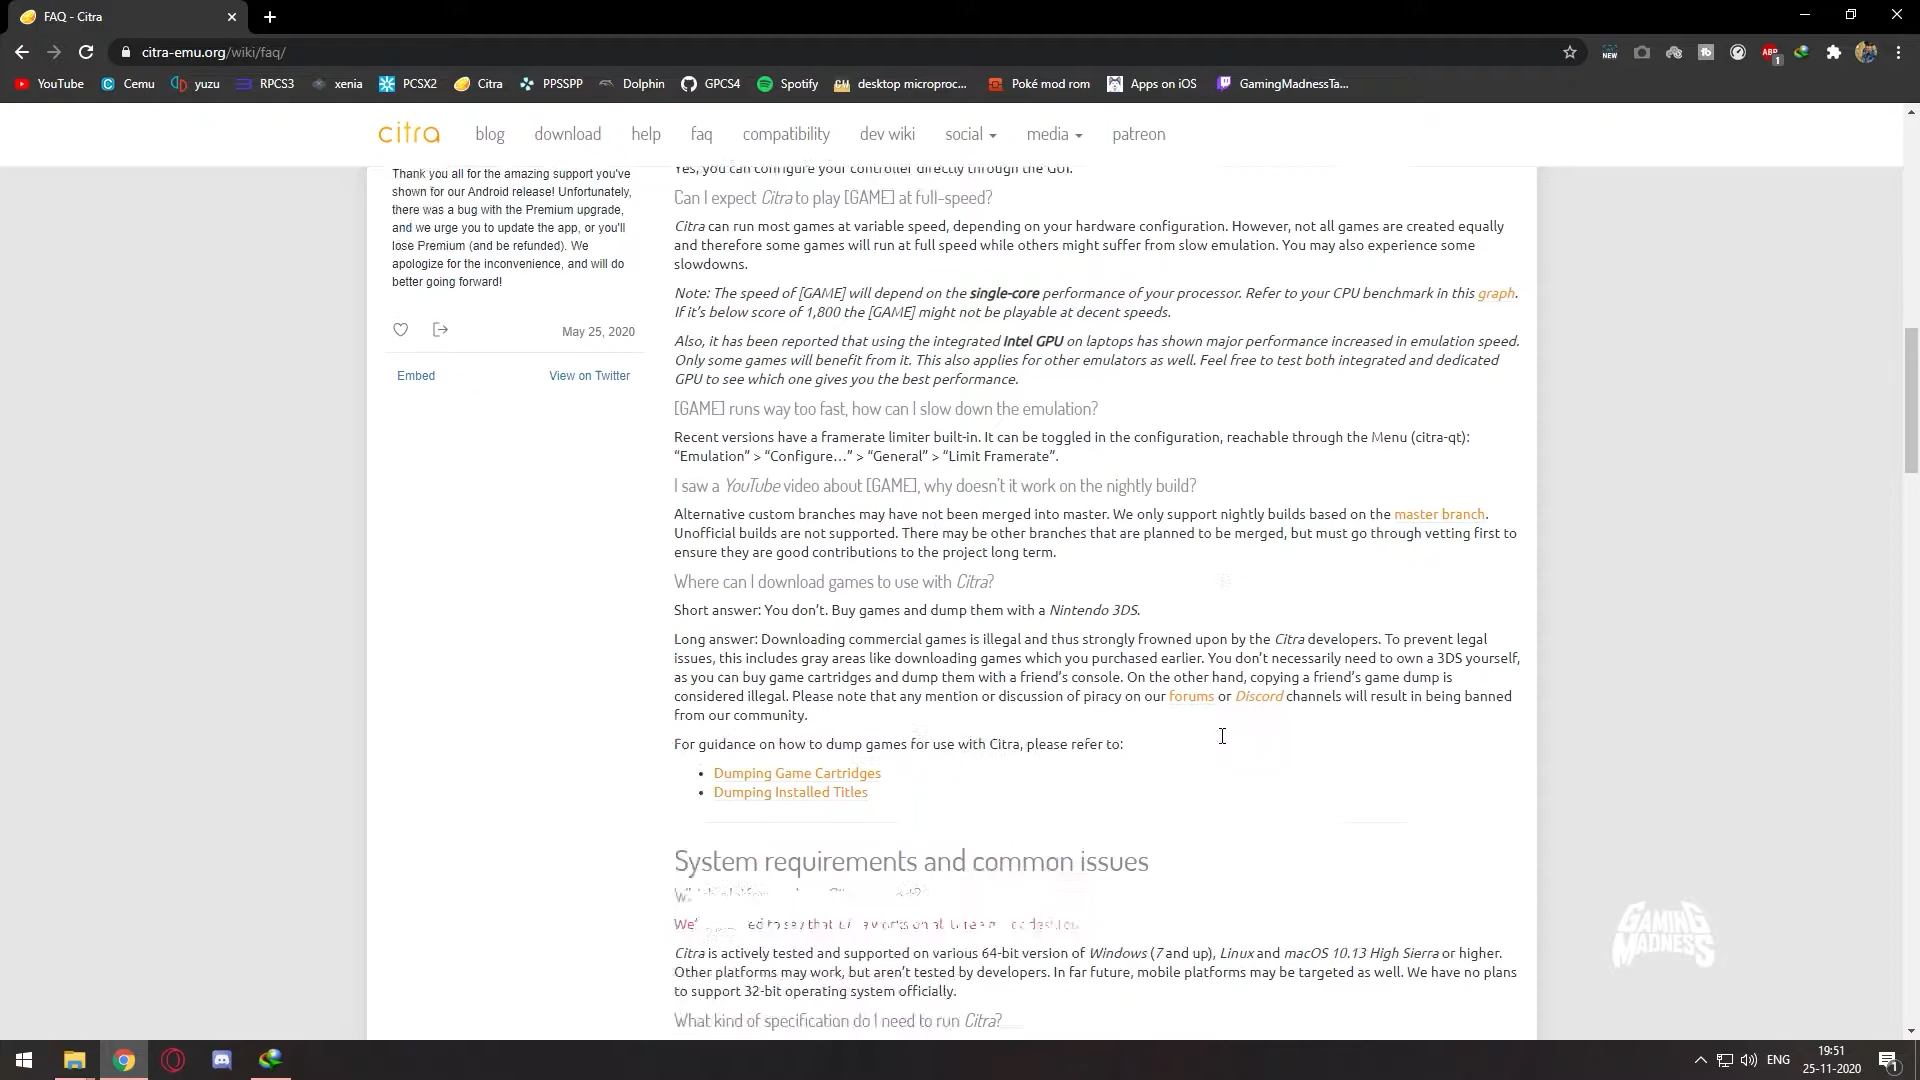 FAQ - Citra
citra-emu.org/wiki/faq/
NEW
ABP
1
YouTube Cemu yuzu RPCS3 xenia PCSX2 Citra PPSSPP Dolphin GPCS4 Spotify desktop microproc... Poké mod rom Apps on iOS GamingMadnessTa...
citra blog download help faq compatibility dev wiki social media patreon
Thank you all for the amazing support you've
shown for our Android release! Unfortunately,
there was a bug with the Premium upgrade,
and we urge you to update the app, or you'll
lose Premium (and be refunded). We
apologize for the inconvenience, and will do
better going forward!
May 25, 2020
Embed View on Twitter
Yes, you can configure your controller directly through the GUI.
Can I expect Citra to play [GAME] at full-speed?
Citra can run most games at variable speed, depending on your hardware configuration. However, not all games are created equally
and therefore some games will run at full speed while others might suffer from slow emulation. You may also experience some
slowdowns.
Note: The speed of [GAME] will depend on the single-core performance of your processor. Refer to your CPU benchmark in this graph.
If it's below score of 1,800 the [GAME] might not be playable at decent speeds.
Also, it has been reported that using the integrated Intel GPU on laptops has shown major performance increased in emulation speed.
Only some games will benefit from it. This also applies for other emulators as well. Feel free to test both integrated and dedicated
GPU to see which one gives you the best performance.
[GAME] runs way too fast, how can I slow down the emulation?
Recent versions have a framerate limiter built-in. It can be toggled in the configuration, reachable through the Menu (citra-qt):
“Emulation” > “Configure…” > “General” > “Limit Framerate”.
I saw a YouTube video about [GAME], why doesn't it work on the nightly build?
Alternative custom branches may have not been merged into master. We only support nightly builds based on the master branch.
Unofficial builds are not supported. There may be other branches that are planned to be merged, but must go through vetting first to
ensure they are good contributions to the project long term.
Where can I download games to use with Citra?
Short answer: You don't. Buy games and dump them with a Nintendo 3DS.
Long answer: Downloading commercial games is illegal and thus strongly frowned upon by the Citra developers. To prevent legal
issues, this includes gray areas like downloading games which you purchased earlier. You don't necessarily need to own a 3DS yourself,
as you can buy game cartridges and dump them with a friend's console. On the other hand, copying a friend's game dump is
considered illegal. Please note that any mention or discussion of piracy on our forums or Discord channels will result in being banned
from our community.
For guidance on how to dump games for use with Citra, please refer to:
• Dumping Game Cartridges
• Dumping Installed Titles
System requirements and common issues
to say that
Citra is actively tested and supported on various 64-bit version of Windows (7 and up), Linux and macOS 10.13 High Sierra or higher.
Other platforms may work, but aren't tested by developers. In far future, mobile platforms may be targeted as well. We have no plans
to support 32-bit operating system officially.
What kind of specification do I need to run Citra?
GAMING
MADNESS
ENG
19:51
25-11-2020
1